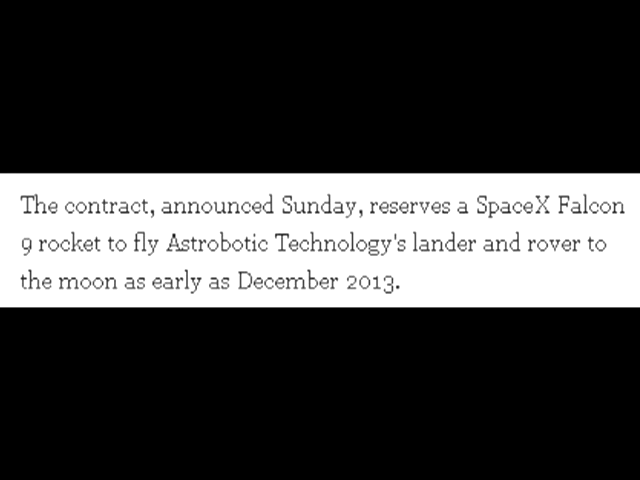 The contract, announced Sunday, reserves a SpaceX Falcon
9 rocket to fly Astrobotic Technology's lander and rover to
the moon as early as December 2013.